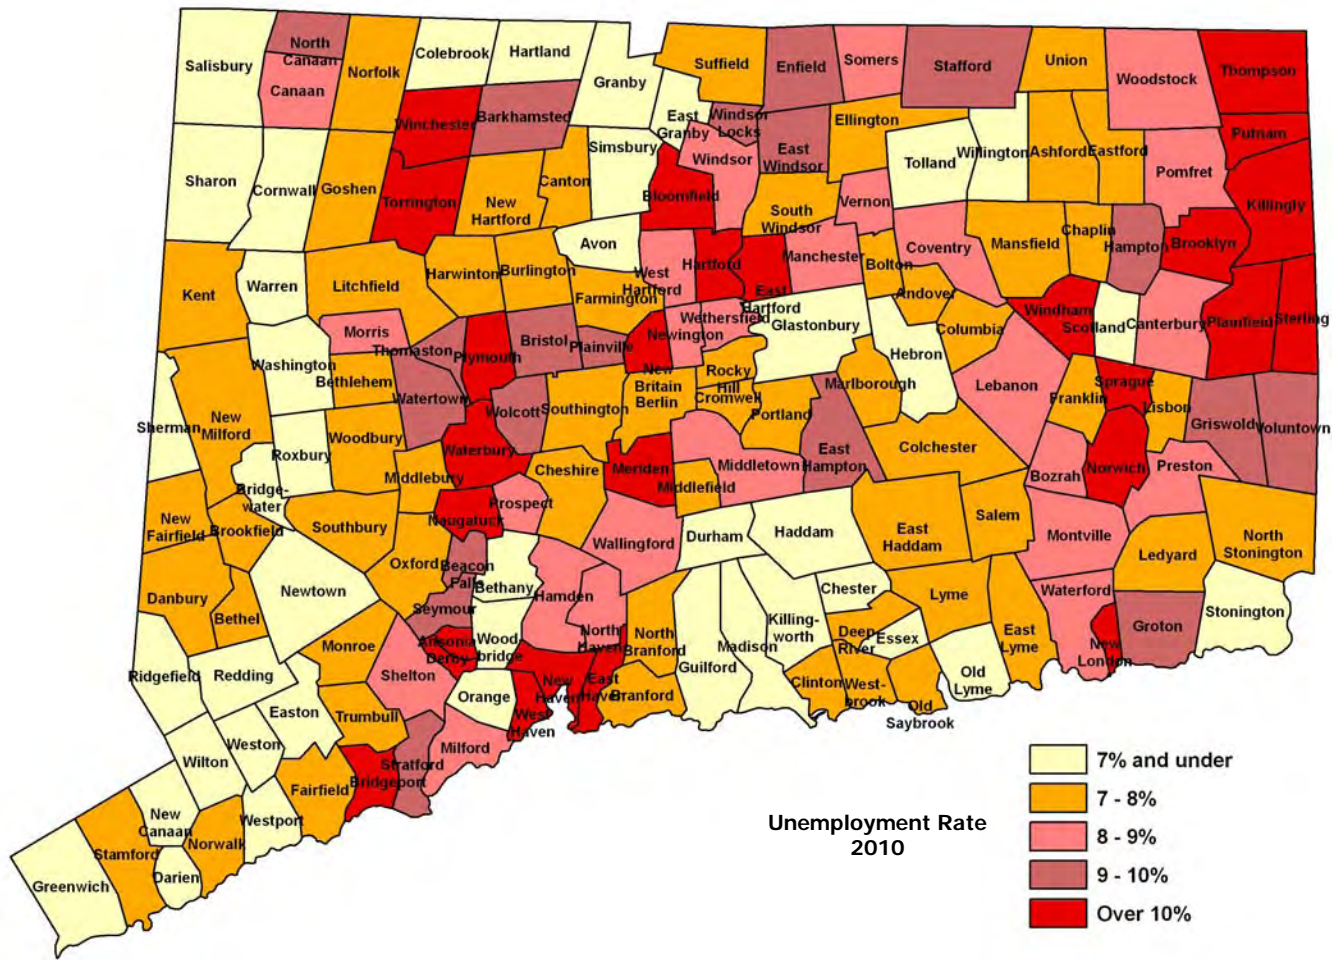 North
Canaan
Salisbury
Canaan
Norfolk
Colebrook
Hartland
Granby
Suffield
Enfield
Somers
Stafford
Union
Woodstock
Thompson
Winchester
Barkhamsted
East
Granby
Windsor
Locks
East
Windsor
Ellington
Tolland
Willington
Ashford
Eastford
Putnam
Pomfret
Sharon
Cornwall
Goshen
Torrington
New
Hartford
Canton
Simsbury
Bloomfield
Windsor
South
Windsor
Vernon
Coventry
Mansfield
Chaplin
Hampton
Brooklyn
Killingly
Kent
Warren
Litchfield
Harwinton
Burlington
Avon
Farmington
West
Hartford
Hartford
East
Hartford
Manchester
Bolton
Andover
Columbia
Windham
Scotland
Canterbury
Plainfield
Sterling
Morris
Thomaston
Plymouth
Bristol
Plainville
Newington
Wethersfield
Glastonbury
Hebron
Washington
Bethlehem
Watertown
Wolcott
Southington
New
Britain
Berlin
Rocky
Hill
Cromwell
Portland
Marlborough
Lebanon
Franklin
Sprague
Lisbon
Griswold
Voluntown
Sherman
New
Milford
Roxbury
Woodbury
Waterbury
Cheshire
Meriden
Middletown
Middlefield
East
Hampton
Colchester
Bozrah
Norwich
Preston
Bridge-
water
Middlebury
Naugatuck
Prospect
New
Fairfield
Brookfield
Southbury
Oxford
Beacon
Falls
Bethany
Wallingford
Durham
Haddam
East
Haddam
Salem
Montville
Ledyard
North
Stonington
Danbury
Bethel
Newtown
Seymour
Hamden
Chester
Lyme
Waterford
Groton
Stonington
Monroe
Ansonia
Derby
Wood
bridge
North
Haven
North
Branford
Guilford
Madison
Killing-
worth
Deep
River
Essex
East
Lyme
New
London
Ridgefield
Redding
Shelton
Orange
New
Haven
East
Haven
Branford
Clinton
West-
brook
Old
Saybrook
Old
Lyme
Easton
Trumbull
West
Haven
Weston
Wilton
Stratford
Milford
Bridgeport
Fairfield
New
Canaan
Westport
Norwalk
Stamford
Darien
Greenwich
Unemployment Rate
2010
7% and under
7 - 8%
8 - 9%
9 - 10%
Over 10%